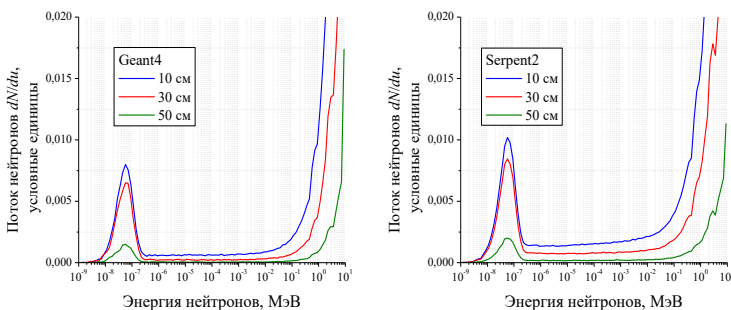 0,020
0,015
0,010
0,005
0,000
Поток нейтронов dN/du,
условные единицы
Geant4
10 см
30 см
50 см
10⁻⁹ 10⁻⁸ 10⁻⁷ 10⁻⁶ 10⁻⁵ 10⁻⁴ 10⁻³ 10⁻² 10⁻¹ 10⁰ 10¹
Энергия нейтронов, МэВ
0,020
0,015
0,010
0,005
0,000
Поток нейтронов dN/du,
условные единицы
Serpent2
10 см
30 см
50 см
10⁻⁹ 10⁻⁸ 10⁻⁷ 10⁻⁶ 10⁻⁵ 10⁻⁴ 10⁻³ 10⁻² 10⁻¹ 10⁰ 10¹
Энергия нейтронов, МэВ